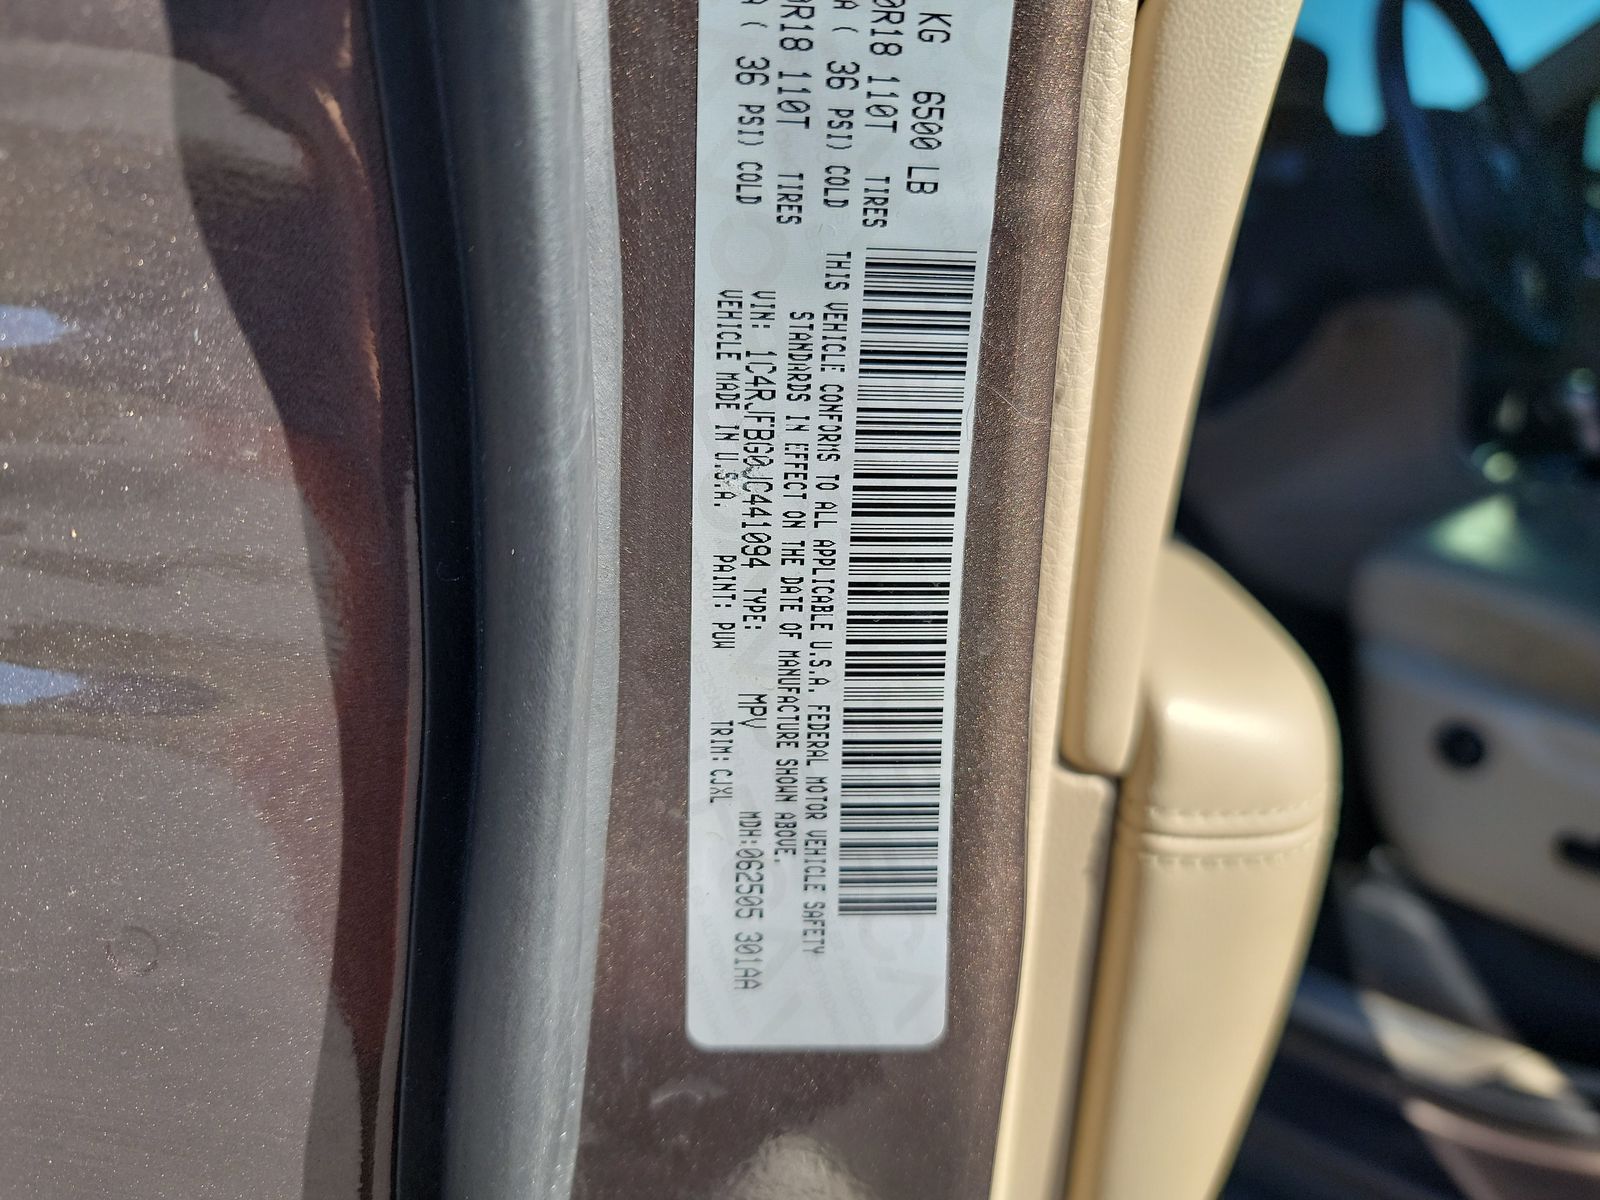 KG 6500 LB
0R18 110T TIRES
A ( 36 PSI) COLD
0R18 110T TIRES
A ( 36 PSI) COLD
THIS VEHICLE CONFORMS TO ALL APPLICABLE U.S.A. FEDERAL MOTOR VEHICLE SAFETY
STANDARDS IN EFFECT ON THE DATE OF MANUFACTURE SHOWN ABOVE.
VIN: 1C4RJFBG0JC441094 TYPE: MPV MDH:062505 301AA
VEHICLE MADE IN U.S.A. PAINT: PUW TRIM: CJXL